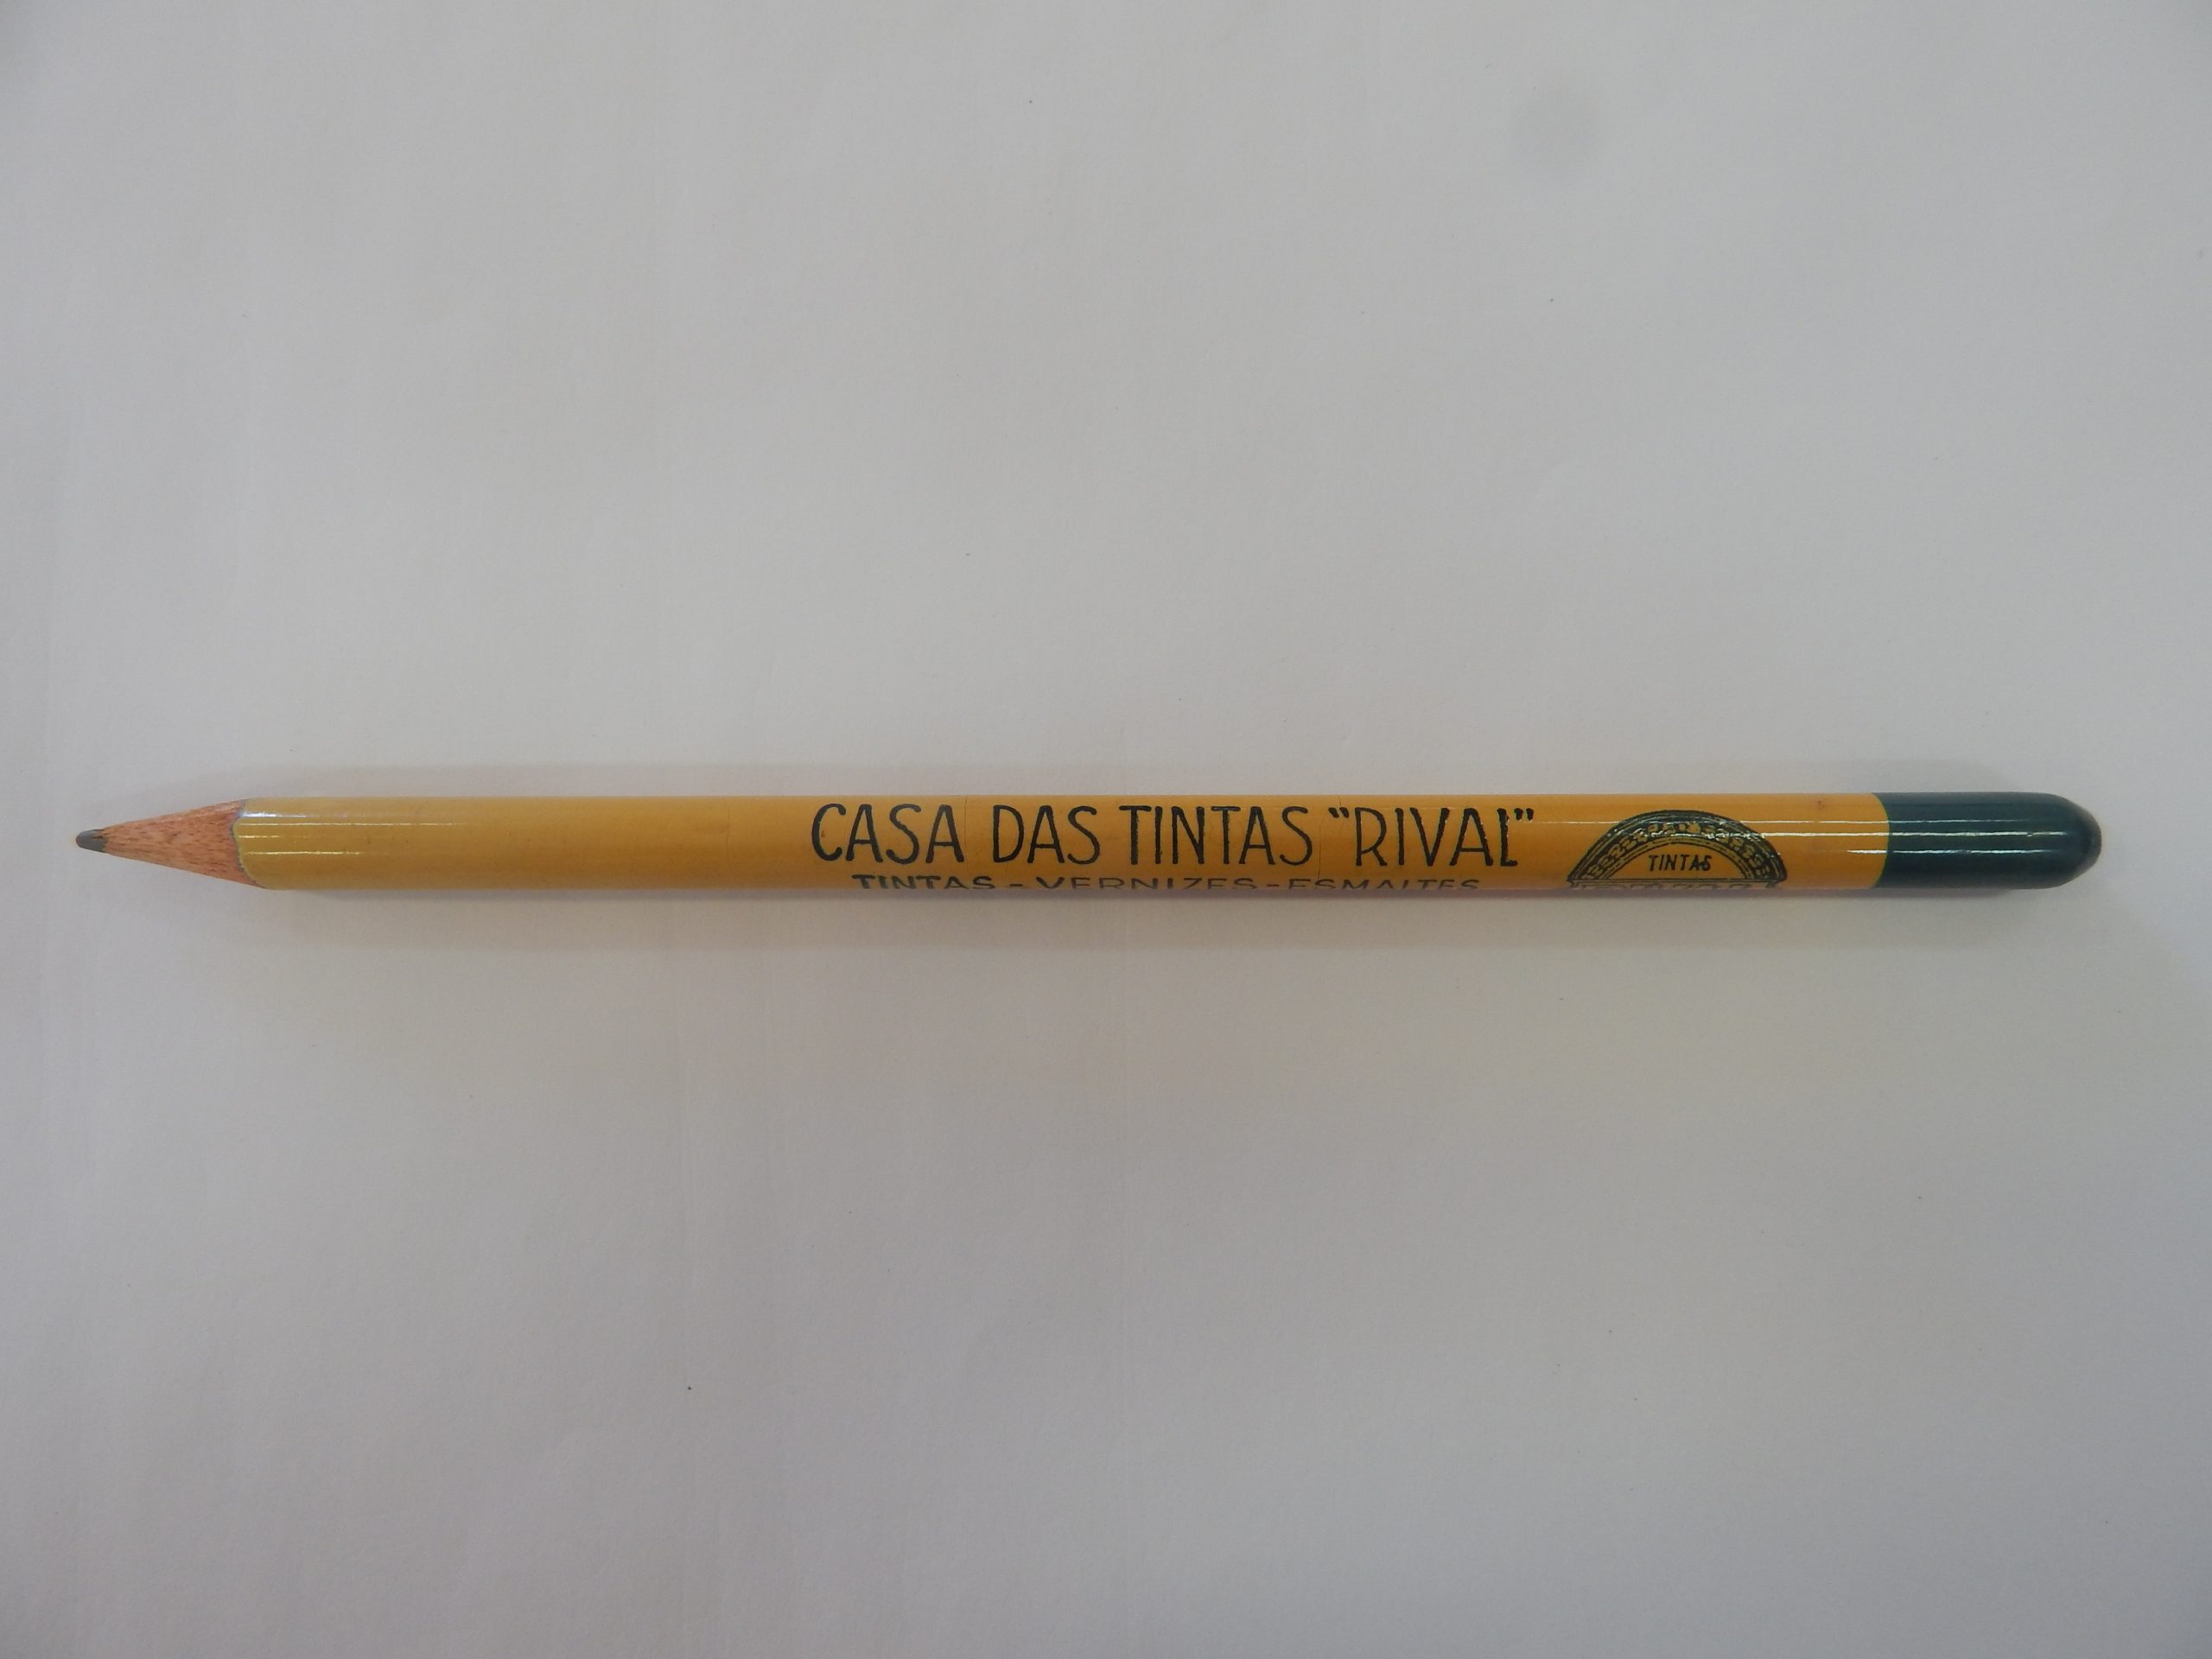 CASA DAS TINTAS "RIVAL"
TINTAS - VERNIZES - ESMALTES
TINTAS